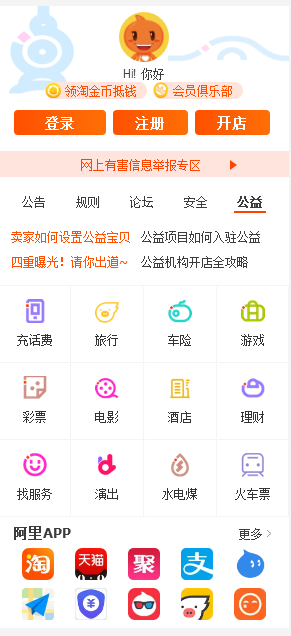 Hi! 你好
领淘金币抵钱 会员俱乐部
登录 注册 开店
网上有害信息举报专区
公告 规则 论坛 安全 公益
卖家如何设置公益宝贝 公益项目如何入驻公益
四重曝光！请你出道~ 公益机构开店全攻略
充话费 旅行 车险 游戏
彩票 电影 酒店 理财
找服务 演出 水电煤 火车票
阿里APP 更多
淘 天猫 聚 支